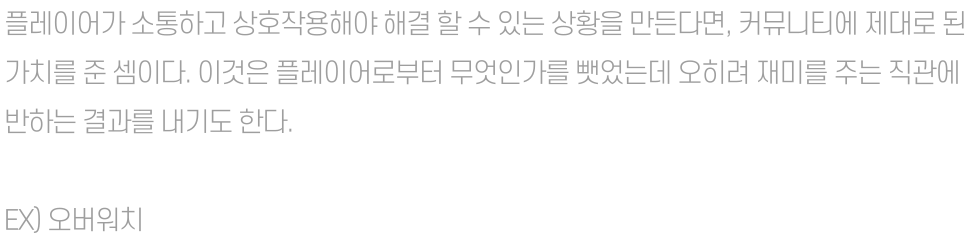 플레이어가 소통하고 상호작용해야 해결 할 수 있는 상황을 만든다면, 커뮤니티에 제대로 된
가치를 준 셈이다. 이것은 플레이어로부터 무엇인가를 뺏었는데 오히려 재미를 주는 직관에
반하는 결과를 내기도 한다.
EX) 오버워치